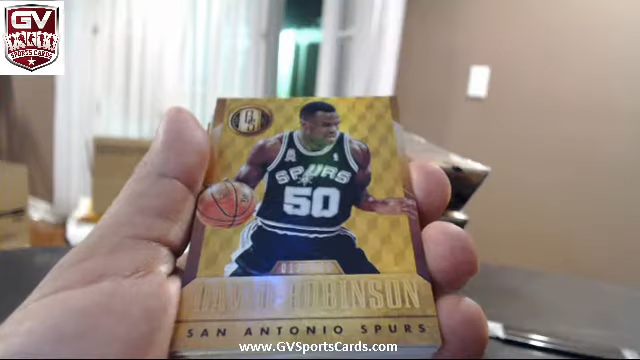 GV
SPORTS CARDS
SPURS
50
DAVID ROBINSON
SAN ANTONIO SPURS
www.GVSportsCards.com